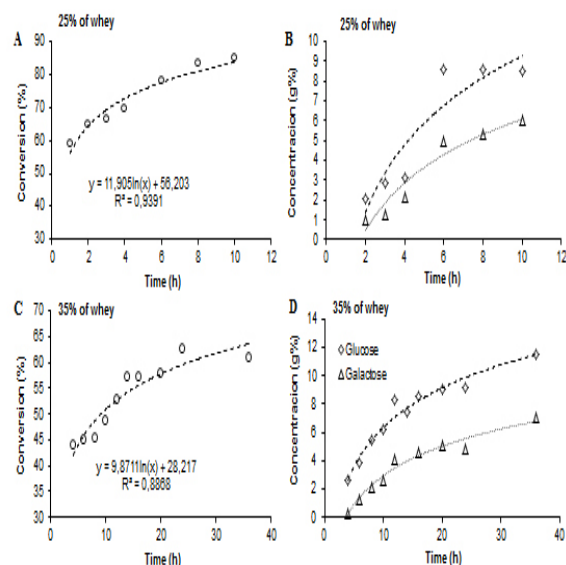 A 25% of whey
90
80
70
60
50
40
30
Conversion (%)
y = 11,905ln(x) + 56,203
R² = 0,9391
0 2 4 6 8 10 12
Time (h)
B 25% of whey
10
9
8
7
6
5
4
3
2
1
0
Concentracion (g%)
0 2 4 6 8 10 12
Time (h)
C 35% of whey
70
65
60
55
50
45
40
35
30
Conversion (%)
y = 9,8711ln(x) + 28,217
R² = 0,8868
0 10 20 30 40
Time (h)
D 35% of whey
14
12
10
8
6
4
2
0
Concentracion (g%)
Glucose
Galactose
0 10 20 30 40
Time (h)